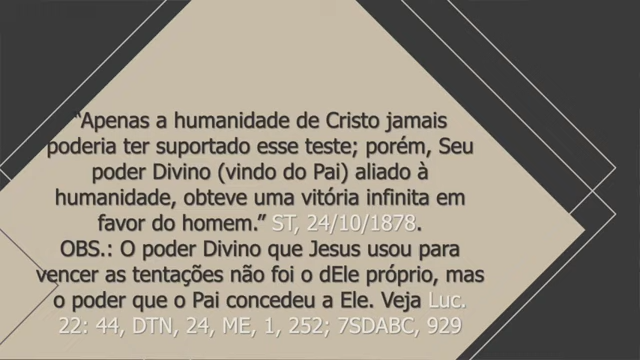 “Apenas a humanidade de Cristo jamais
poderia ter suportado esse teste; porém, Seu
poder Divino (vindo do Pai) aliado à
humanidade, obteve uma vitória infinita em
favor do homem.” ST, 24/10/1878.
OBS.: O poder Divino que Jesus usou para
vencer as tentações não foi o dEle próprio, mas
o poder que o Pai concedeu a Ele. Veja Luc.
22: 44, DTN, 24, ME, 1, 252; 7SDABC, 929